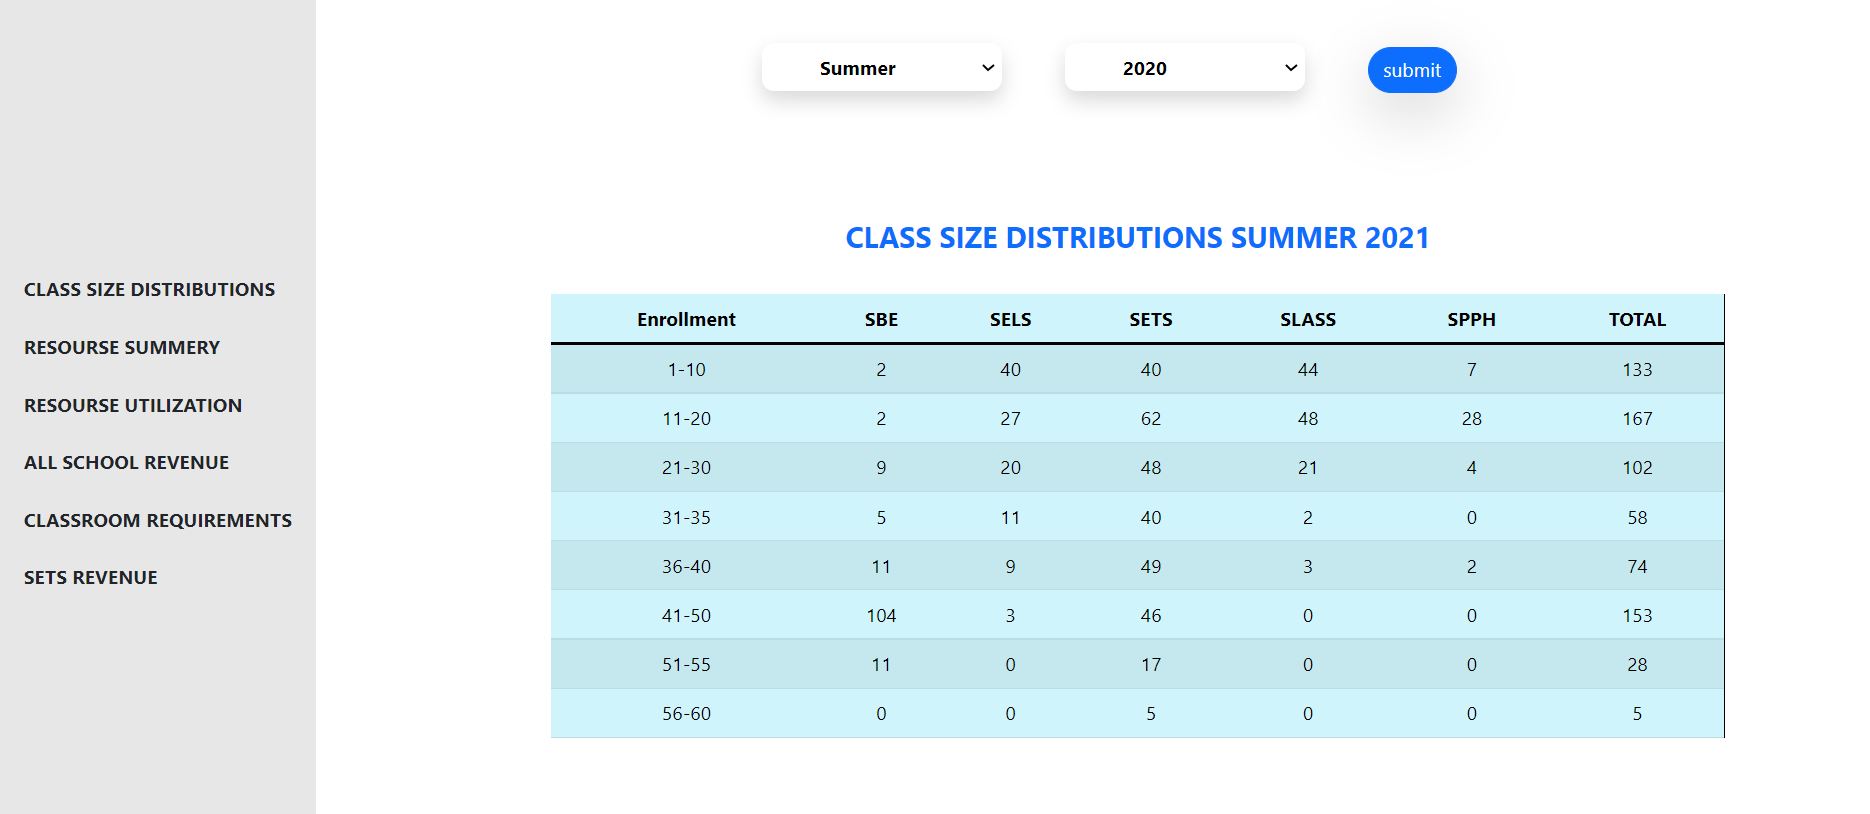 Summer 2020 submit
CLASS SIZE DISTRIBUTIONS SUMMER 2021
CLASS SIZE DISTRIBUTIONS
RESOURSE SUMMERY
RESOURSE UTILIZATION
ALL SCHOOL REVENUE
CLASSROOM REQUIREMENTS
SETS REVENUE
Enrollment SBE SELS SETS SLASS SPPH TOTAL
1-10 2 40 40 44 7 133
11-20 2 27 62 48 28 167
21-30 9 20 48 21 4 102
31-35 5 11 40 2 0 58
36-40 11 9 49 3 2 74
41-50 104 3 46 0 0 153
51-55 11 0 17 0 0 28
56-60 0 0 5 0 0 5